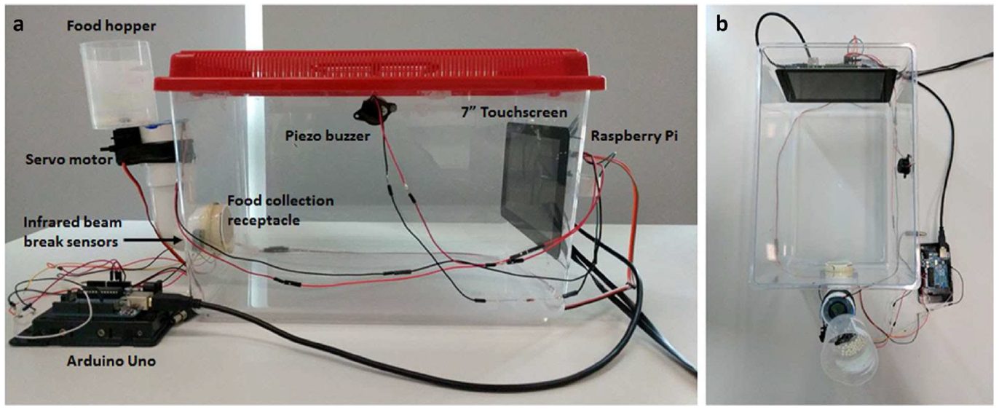 a
Food hopper
7” Touchscreen
Piezo buzzer
Raspberry Pi
Servo motor
Food collection
receptacle
Infrared beam
break sensors
Arduino Uno
b